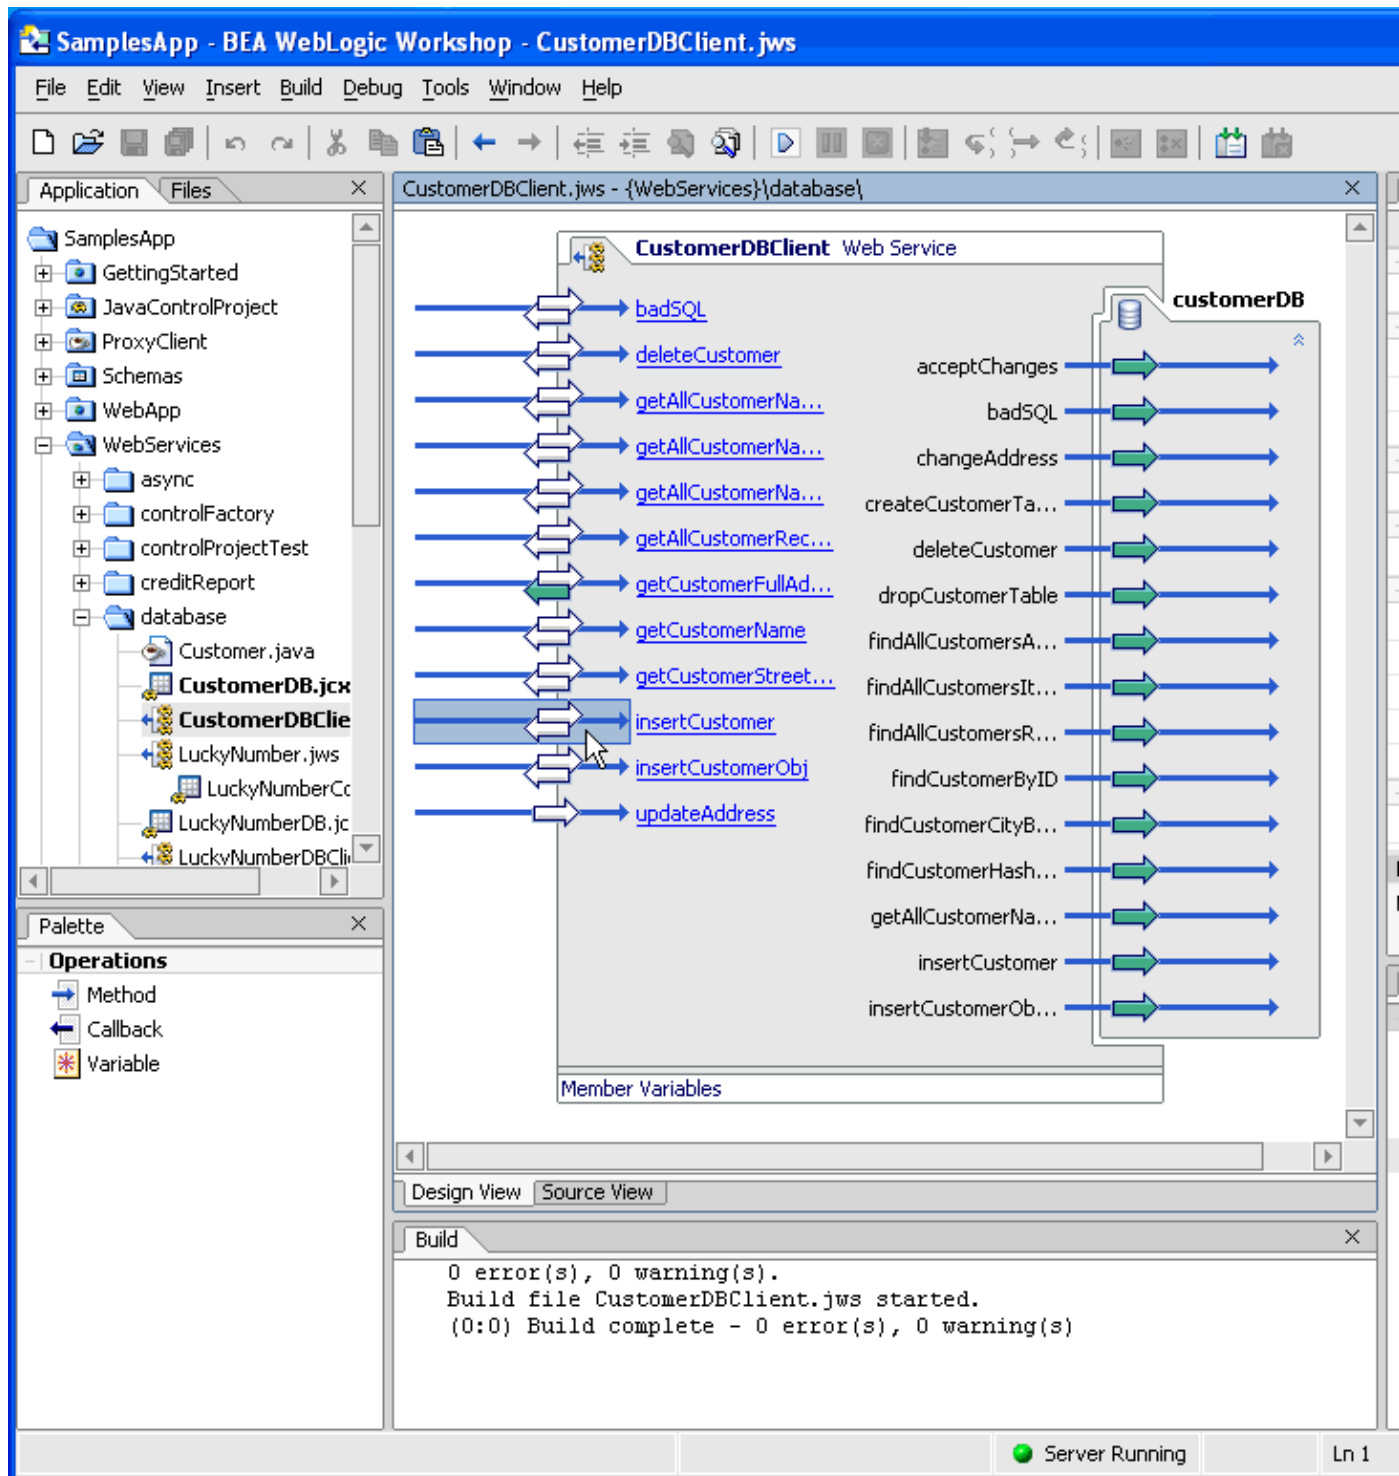 SamplesApp - BEA WebLogic Workshop - CustomerDBClient.jws
File Edit View Insert Build Debug Tools Window Help
Application Files
SamplesApp
GettingStarted
JavaControlProject
ProxyClient
Schemas
WebApp
WebServices
async
controlFactory
controlProjectTest
creditReport
database
Customer.java
CustomerDB.jcx
CustomerDBClie
LuckyNumber.jws
LuckyNumberCo
LuckyNumberDB.jc
LuckyNumberDBCli
Palette
Operations
Method
Callback
Variable
CustomerDBClient.jws - {WebServices}\database\
CustomerDBClient Web Service
badSQL
deleteCustomer
getAllCustomerNa...
getAllCustomerNa...
getAllCustomerNa...
getAllCustomerRec...
getCustomerFullAd...
getCustomerName
getCustomerStreet...
insertCustomer
insertCustomerObj
updateAddress
customerDB
acceptChanges
badSQL
changeAddress
createCustomerTa...
deleteCustomer
dropCustomerTable
findAllCustomersA...
findAllCustomersIt...
findAllCustomersR...
findCustomerByID
findCustomerCityB...
findCustomerHash...
getAllCustomerNa...
insertCustomer
insertCustomerOb...
Member Variables
Design View Source View
Build
0 error(s), 0 warning(s).
Build file CustomerDBClient.jws started.
(0:0) Build complete - 0 error(s), 0 warning(s)
Server Running
Ln 1